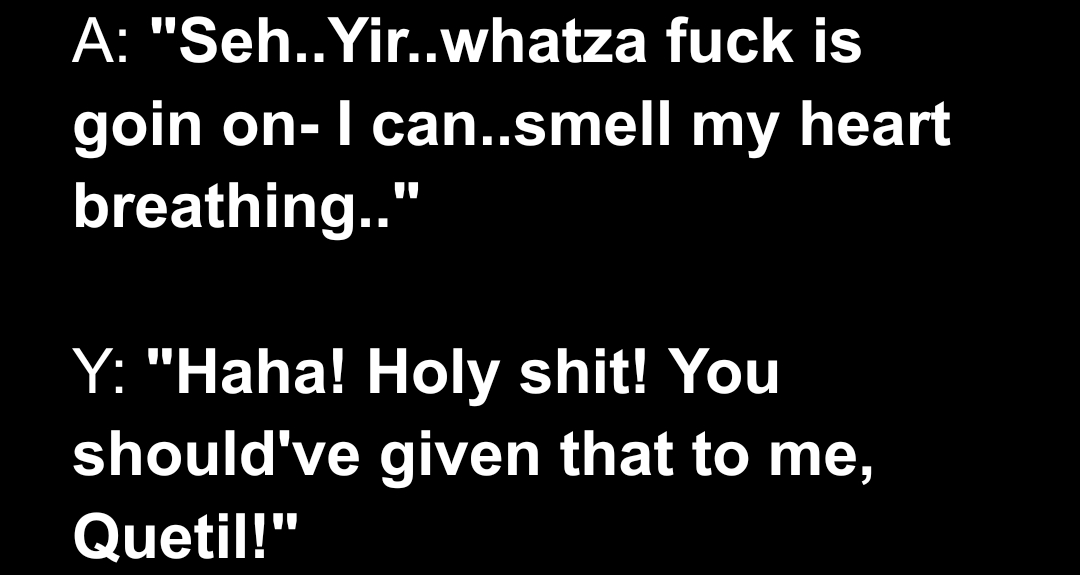 A: "Seh..Yir..whatza fuck is
goin on- I can..smell my heart
breathing.."
Y: "Haha! Holy shit! You
should've given that to me,
Quetil!"